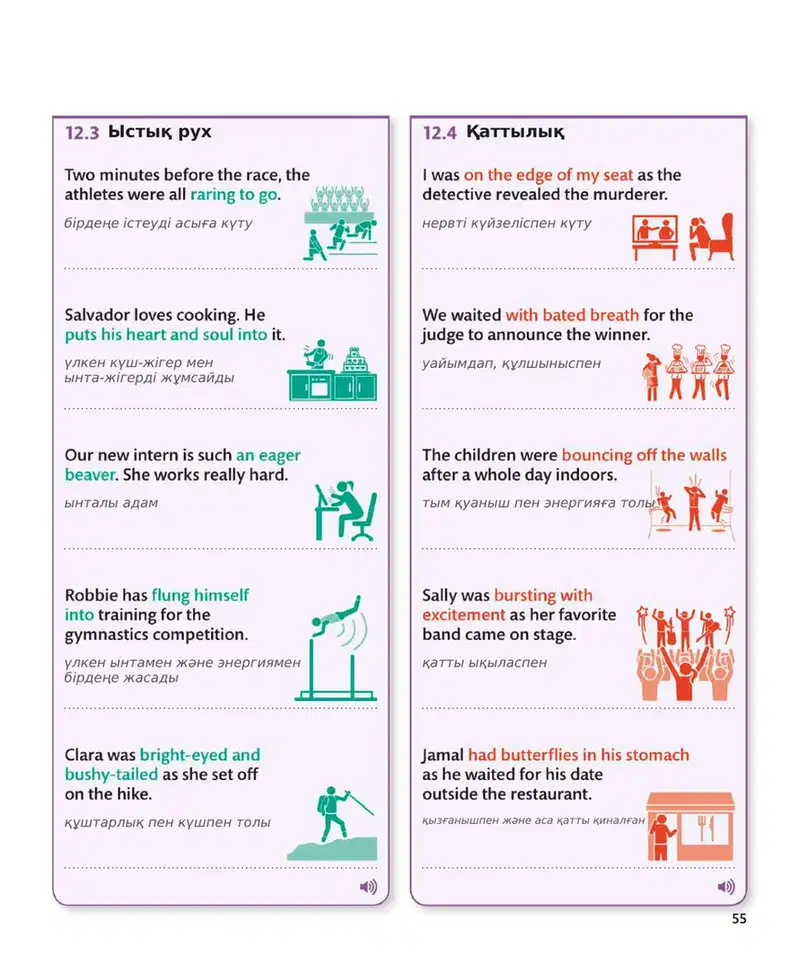 12.3 Ыстық рух
Two minutes before the race, the
athletes were all raring to go.
бірдеңе істеуді асыға күту
Salvador loves cooking. He
puts his heart and soul into it.
үлкен күш-жігер мен
ынта-жігерді жұмсайды
Our new intern is such an eager
beaver. She works really hard.
ынталы адам
Robbie has flung himself
into training for the
gymnastics competition.
үлкен ынтамен және энергиямен
бірдеңе жасады
Clara was bright-eyed and
bushy-tailed as she set off
on the hike.
құштарлық пен күшпен толы
12.4 Қаттылық
I was on the edge of my seat as the
detective revealed the murderer.
нервті күйзеліспен күту
We waited with bated breath for the
judge to announce the winner.
уайымдап, құлшыныспен
The children were bouncing off the walls
after a whole day indoors.
тым қуаныш пен энергияға толы
Sally was bursting with
excitement as her favorite
band came on stage.
қатты ықыласпен
Jamal had butterflies in his stomach
as he waited for his date
outside the restaurant.
қызғанышпен және аса қатты қиналған
55